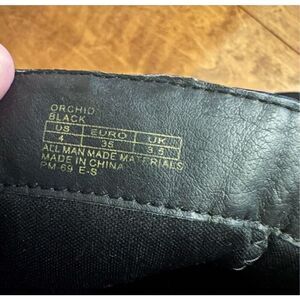 ORCHID
BLACK
US EURO UK
4 35 3.5
ALL MAN MADE MATERIALS
MADE IN CHINA
PM-69 E-S